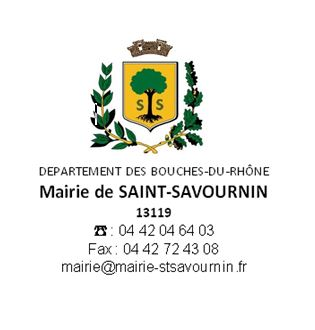 S S
DEPARTEMENT DES BOUCHES-DU-RHÔNE
Mairie de SAINT-SAVOURNIN
13119
☎ : 04 42 04 64 03
Fax : 04 42 72 43 08
mairie@mairie-stsavournin.fr